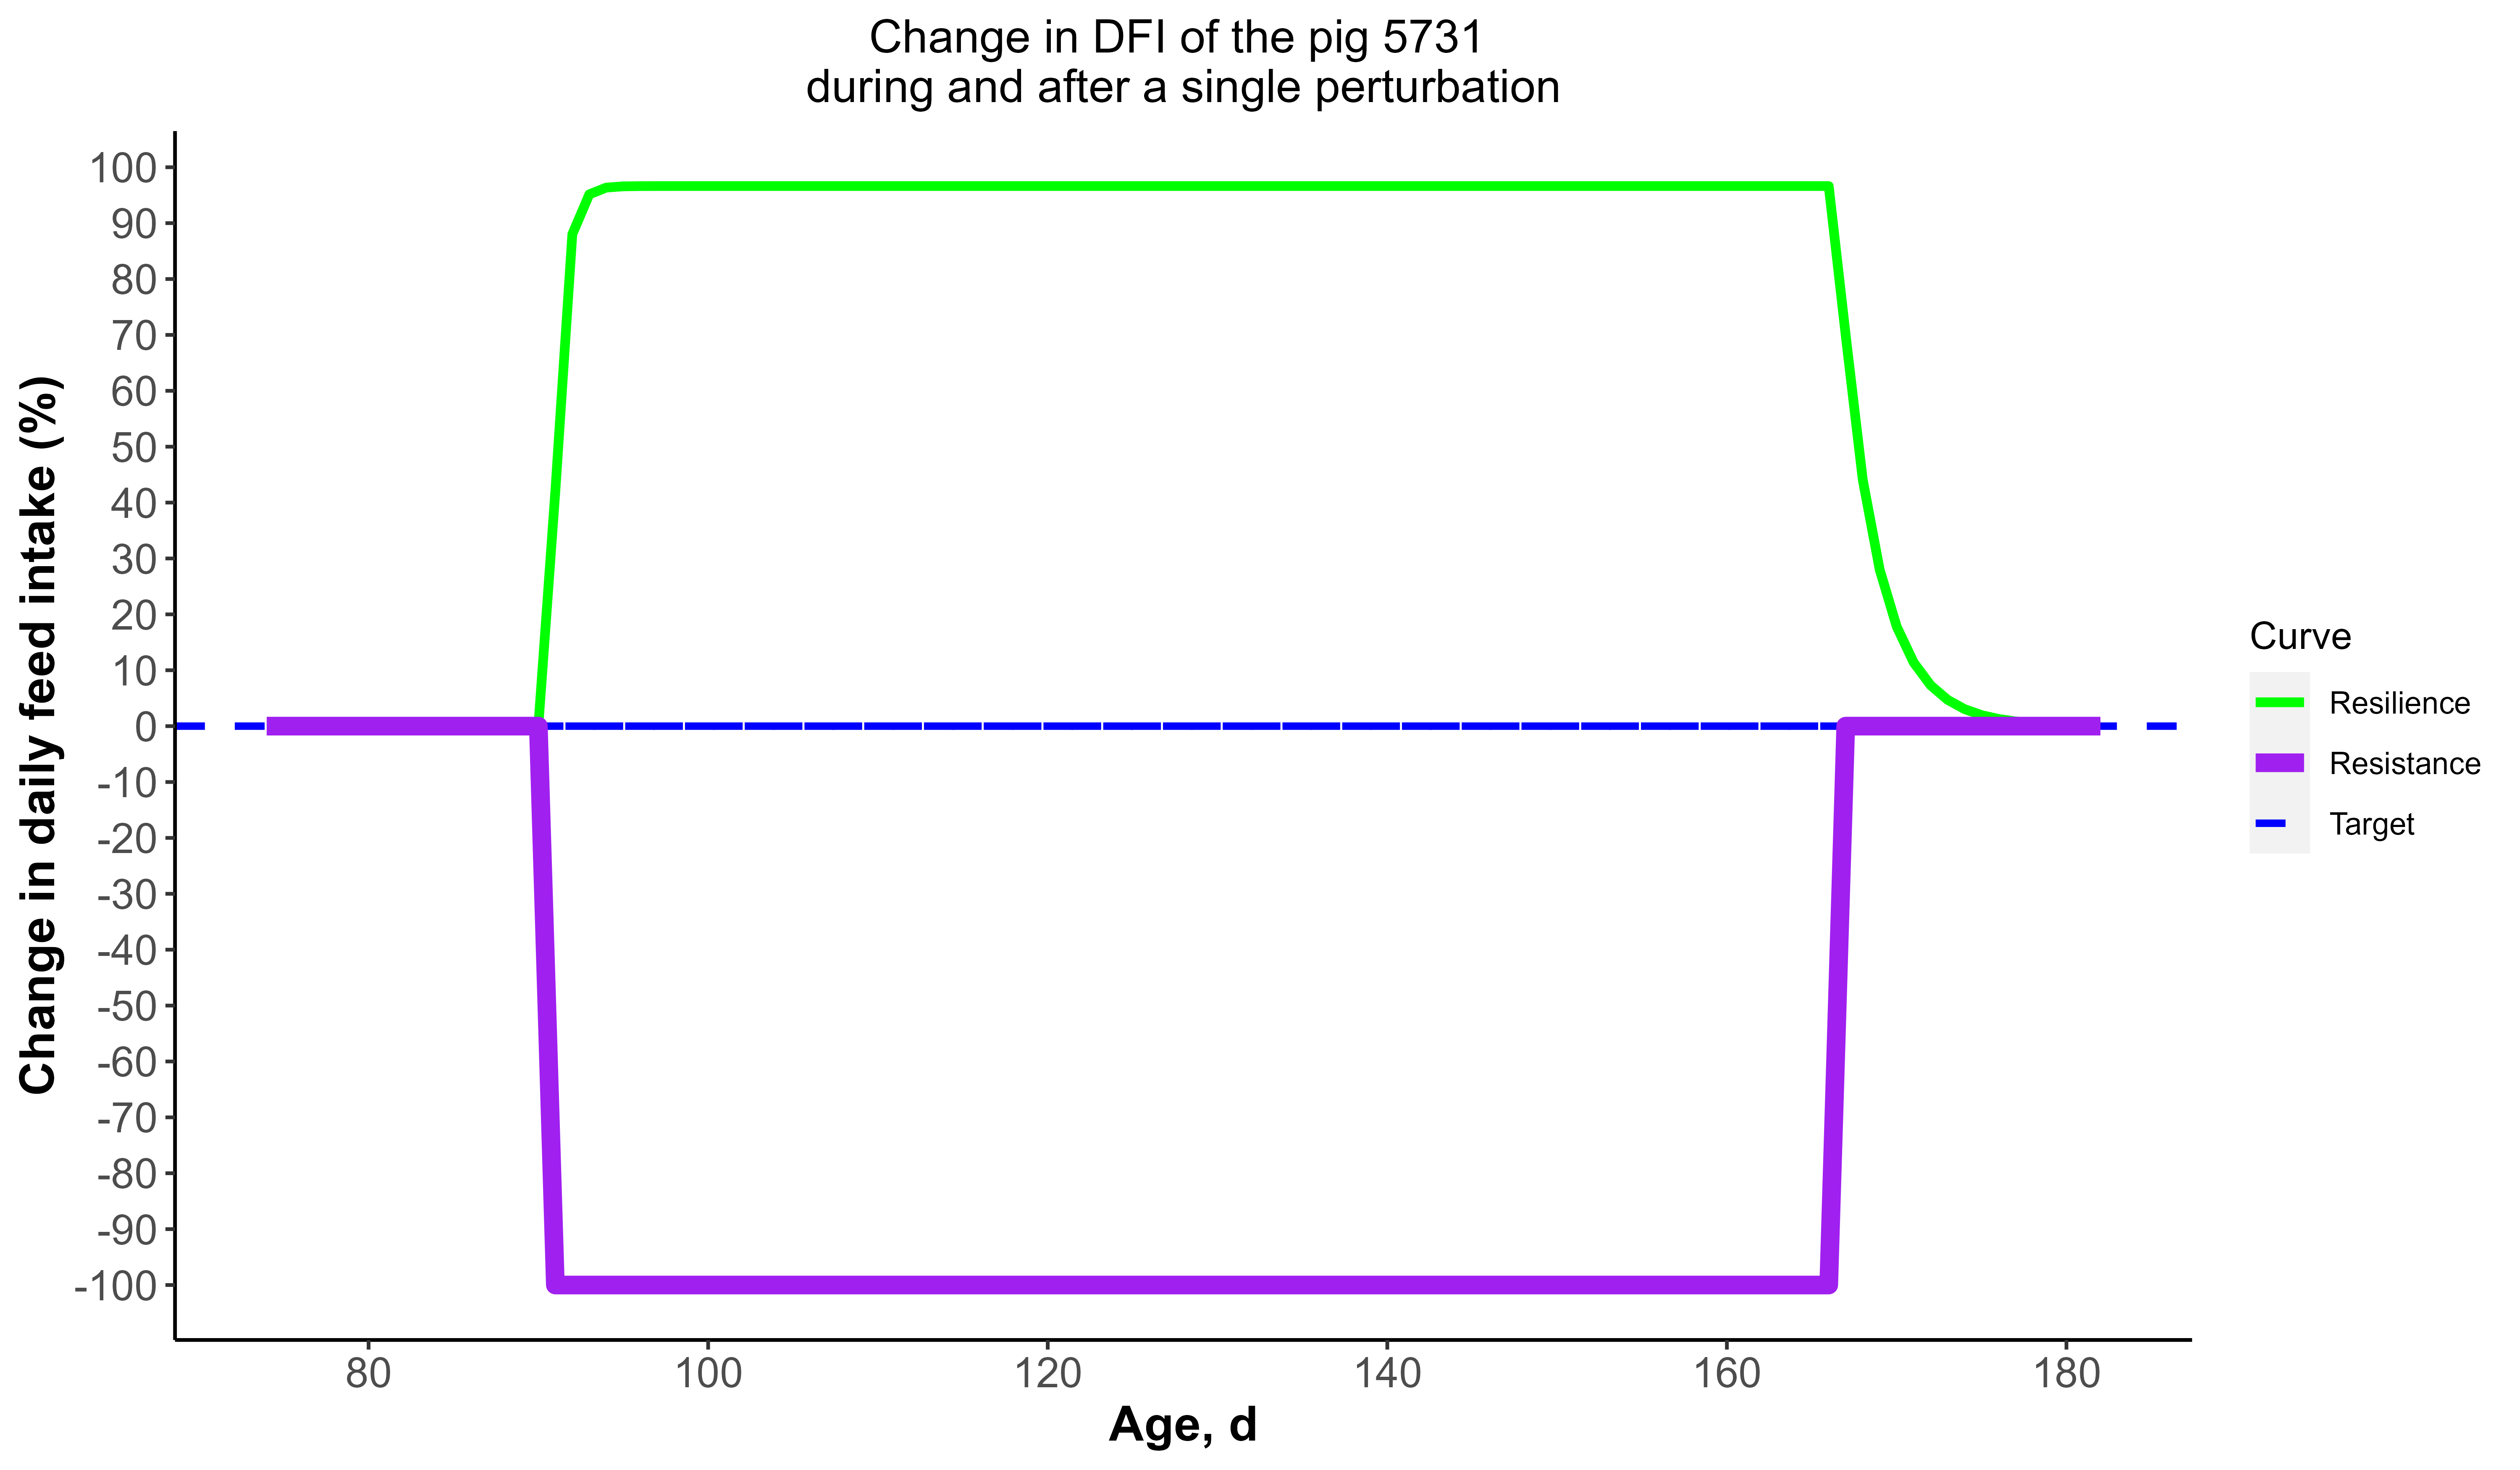 Change in DFI of the pig 5731
during and after a single perturbation
Change in daily feed intake (%)
100
90
80
70
60
50
40
30
20
10
0
-10
-20
-30
-40
-50
-60
-70
-80
-90
-100
80 100 120 140 160 180
Age, d
Curve
Resilience
Resistance
Target